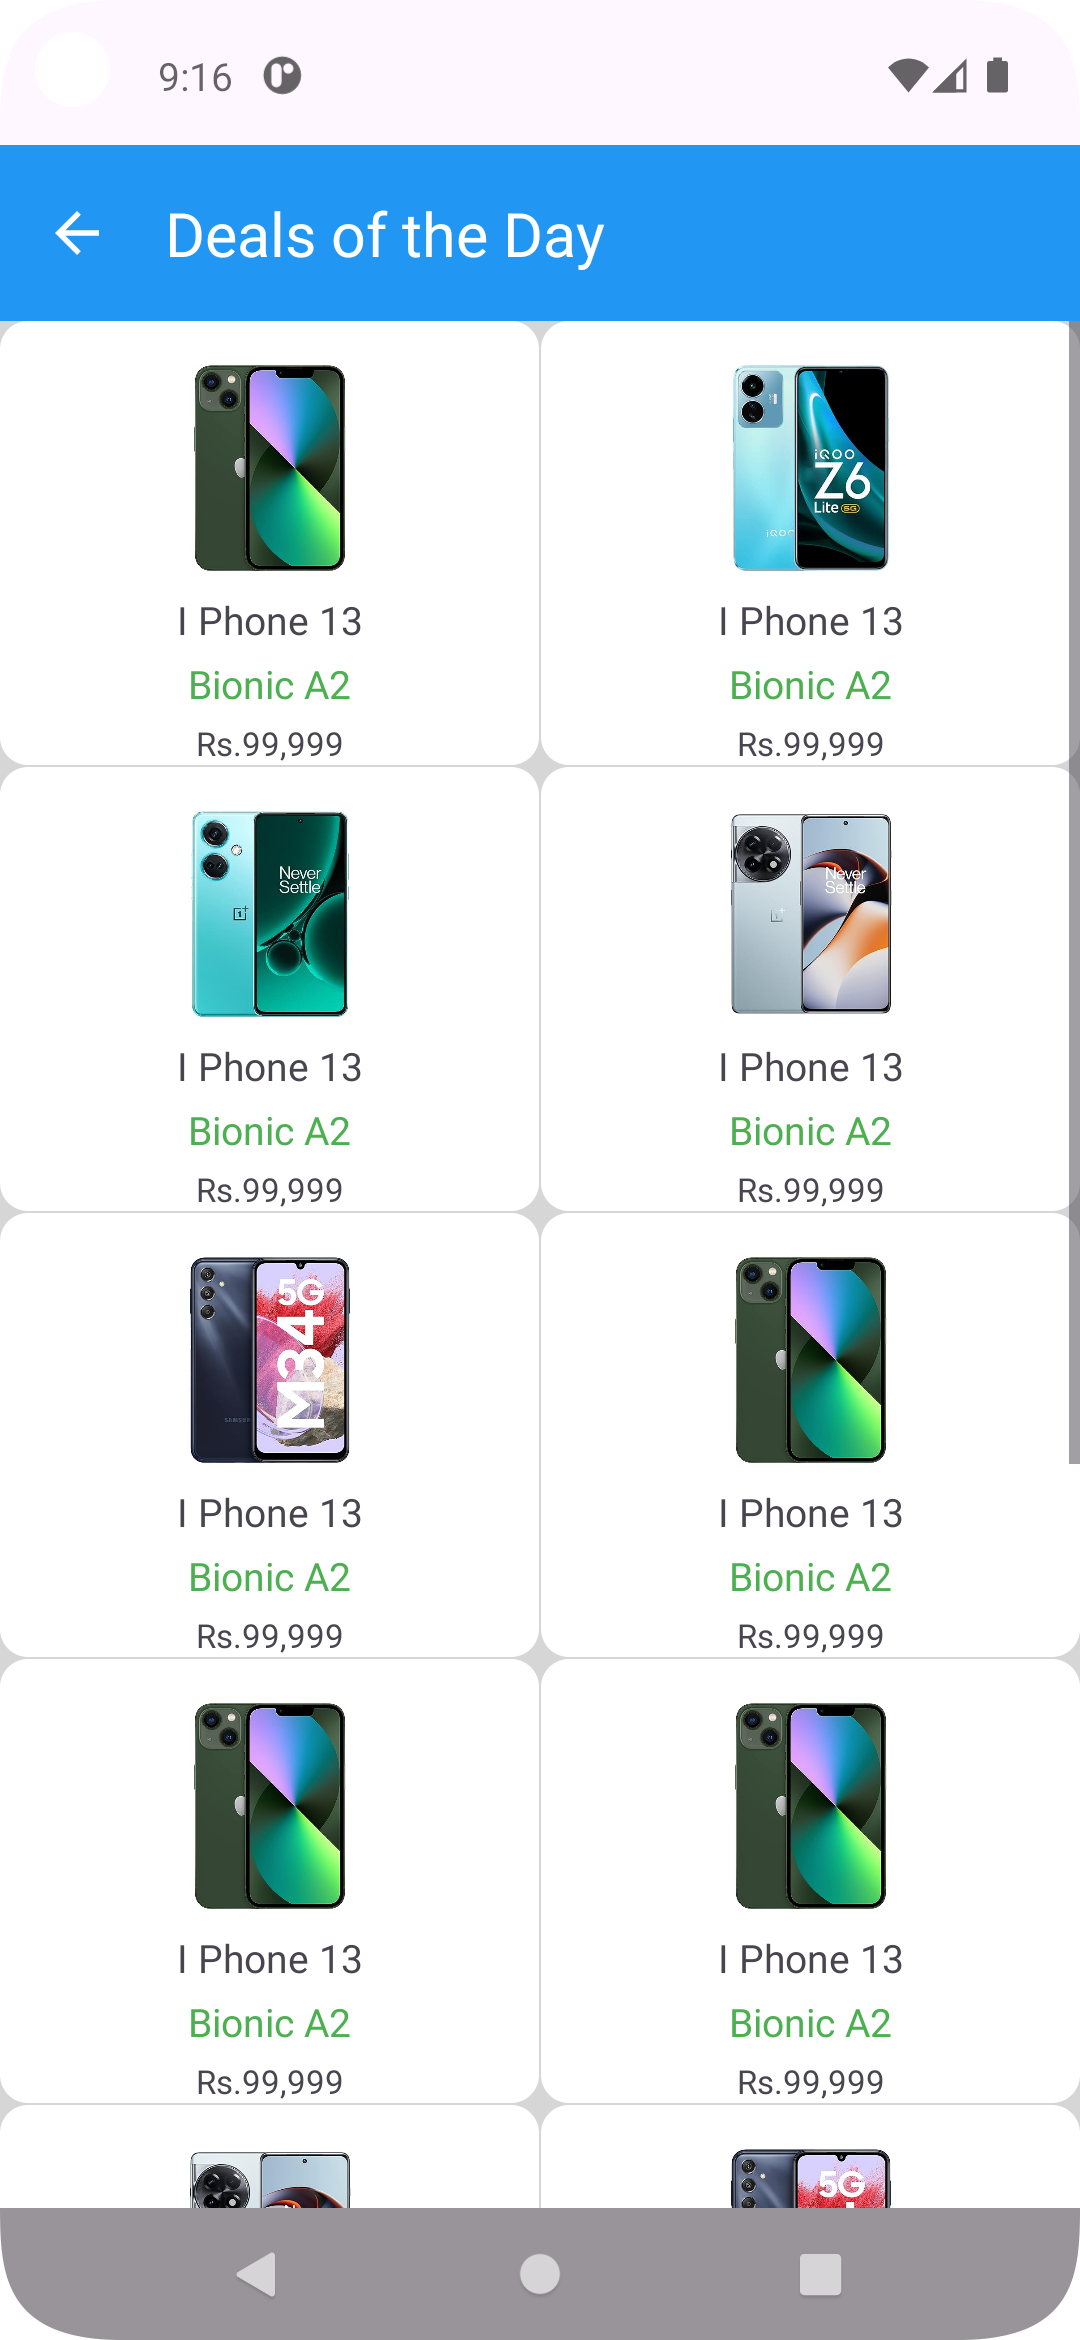 9:16
Deals of the Day
iQOO
Z6
Lite 5G
iQOO
I Phone 13
I Phone 13
Bionic A2
Bionic A2
Rs.99,999
Rs.99,999
Never
Settle
Never
Settle
I Phone 13
I Phone 13
Bionic A2
Bionic A2
Rs.99,999
Rs.99,999
5G
M34
SAMSUNG
I Phone 13
I Phone 13
Bionic A2
Bionic A2
Rs.99,999
Rs.99,999
I Phone 13
I Phone 13
Bionic A2
Bionic A2
Rs.99,999
Rs.99,999
5G